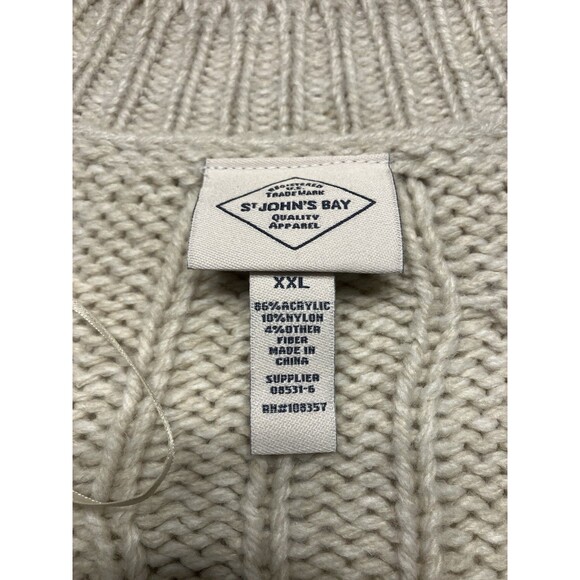 REGISTERED
U.S.
TRADEMARK
ST JOHN'S BAY
QUALITY
APPAREL
XXL
86%ACRYLIC
10%NYLON
4%OTHER
FIBER
MADE IN
CHINA
SUPPLIER
08531-6
RN#108357